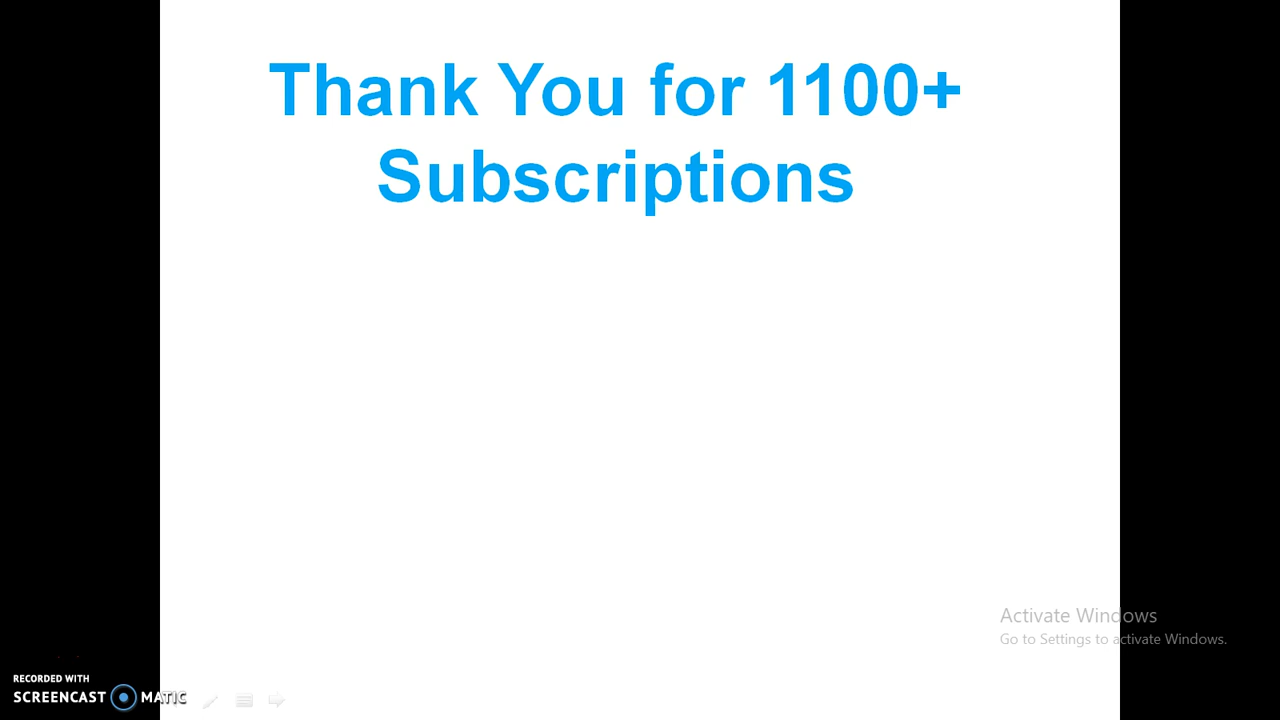 Thank You for 1100+
Subscriptions
Activate Windows
Go to Settings to activate Windows.
RECORDED WITH
SCREENCAST MATIC